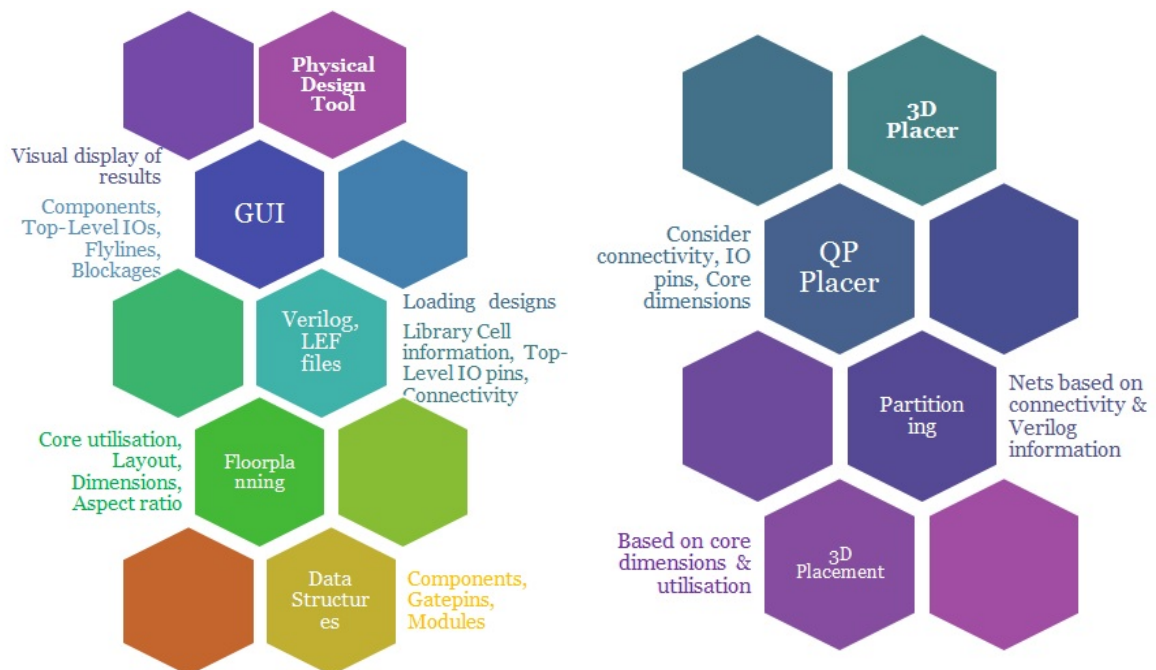 Physical
Design
Tool
Visual display of
results
Components,
Top-Level IOs,
Flylines,
Blockages
GUI
Verilog,
LEF
files
Loading designs
Library Cell
information, Top-
Level IO pins,
Connectivity
Core utilisation,
Layout,
Dimensions,
Aspect ratio
Floorpla
nning
Data
Structur
es
Components,
Gatepins,
Modules
3D
Placer
Consider
connectivity, IO
pins, Core
dimensions
QP
Placer
Partition
ing
Nets based on
connectivity &
Verilog
information
Based on core
dimensions &
utilisation
3D
Placement